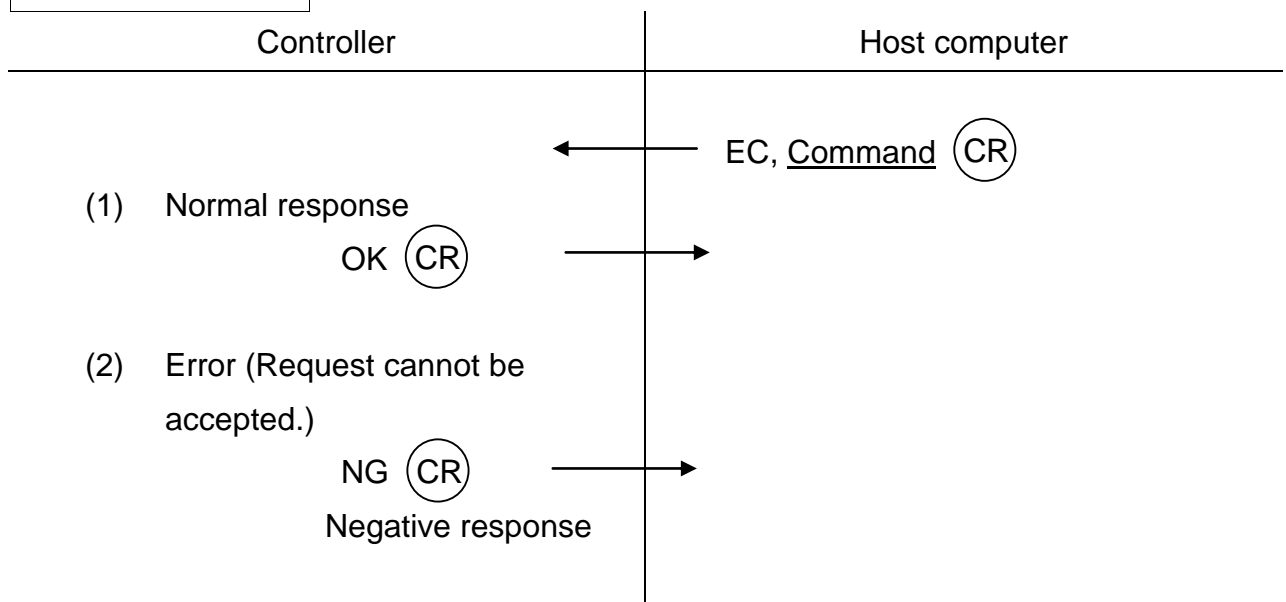 Controller Host computer
EC, Command CR
(1) Normal response
OK CR
(2) Error (Request cannot be
accepted.)
NG CR
Negative response